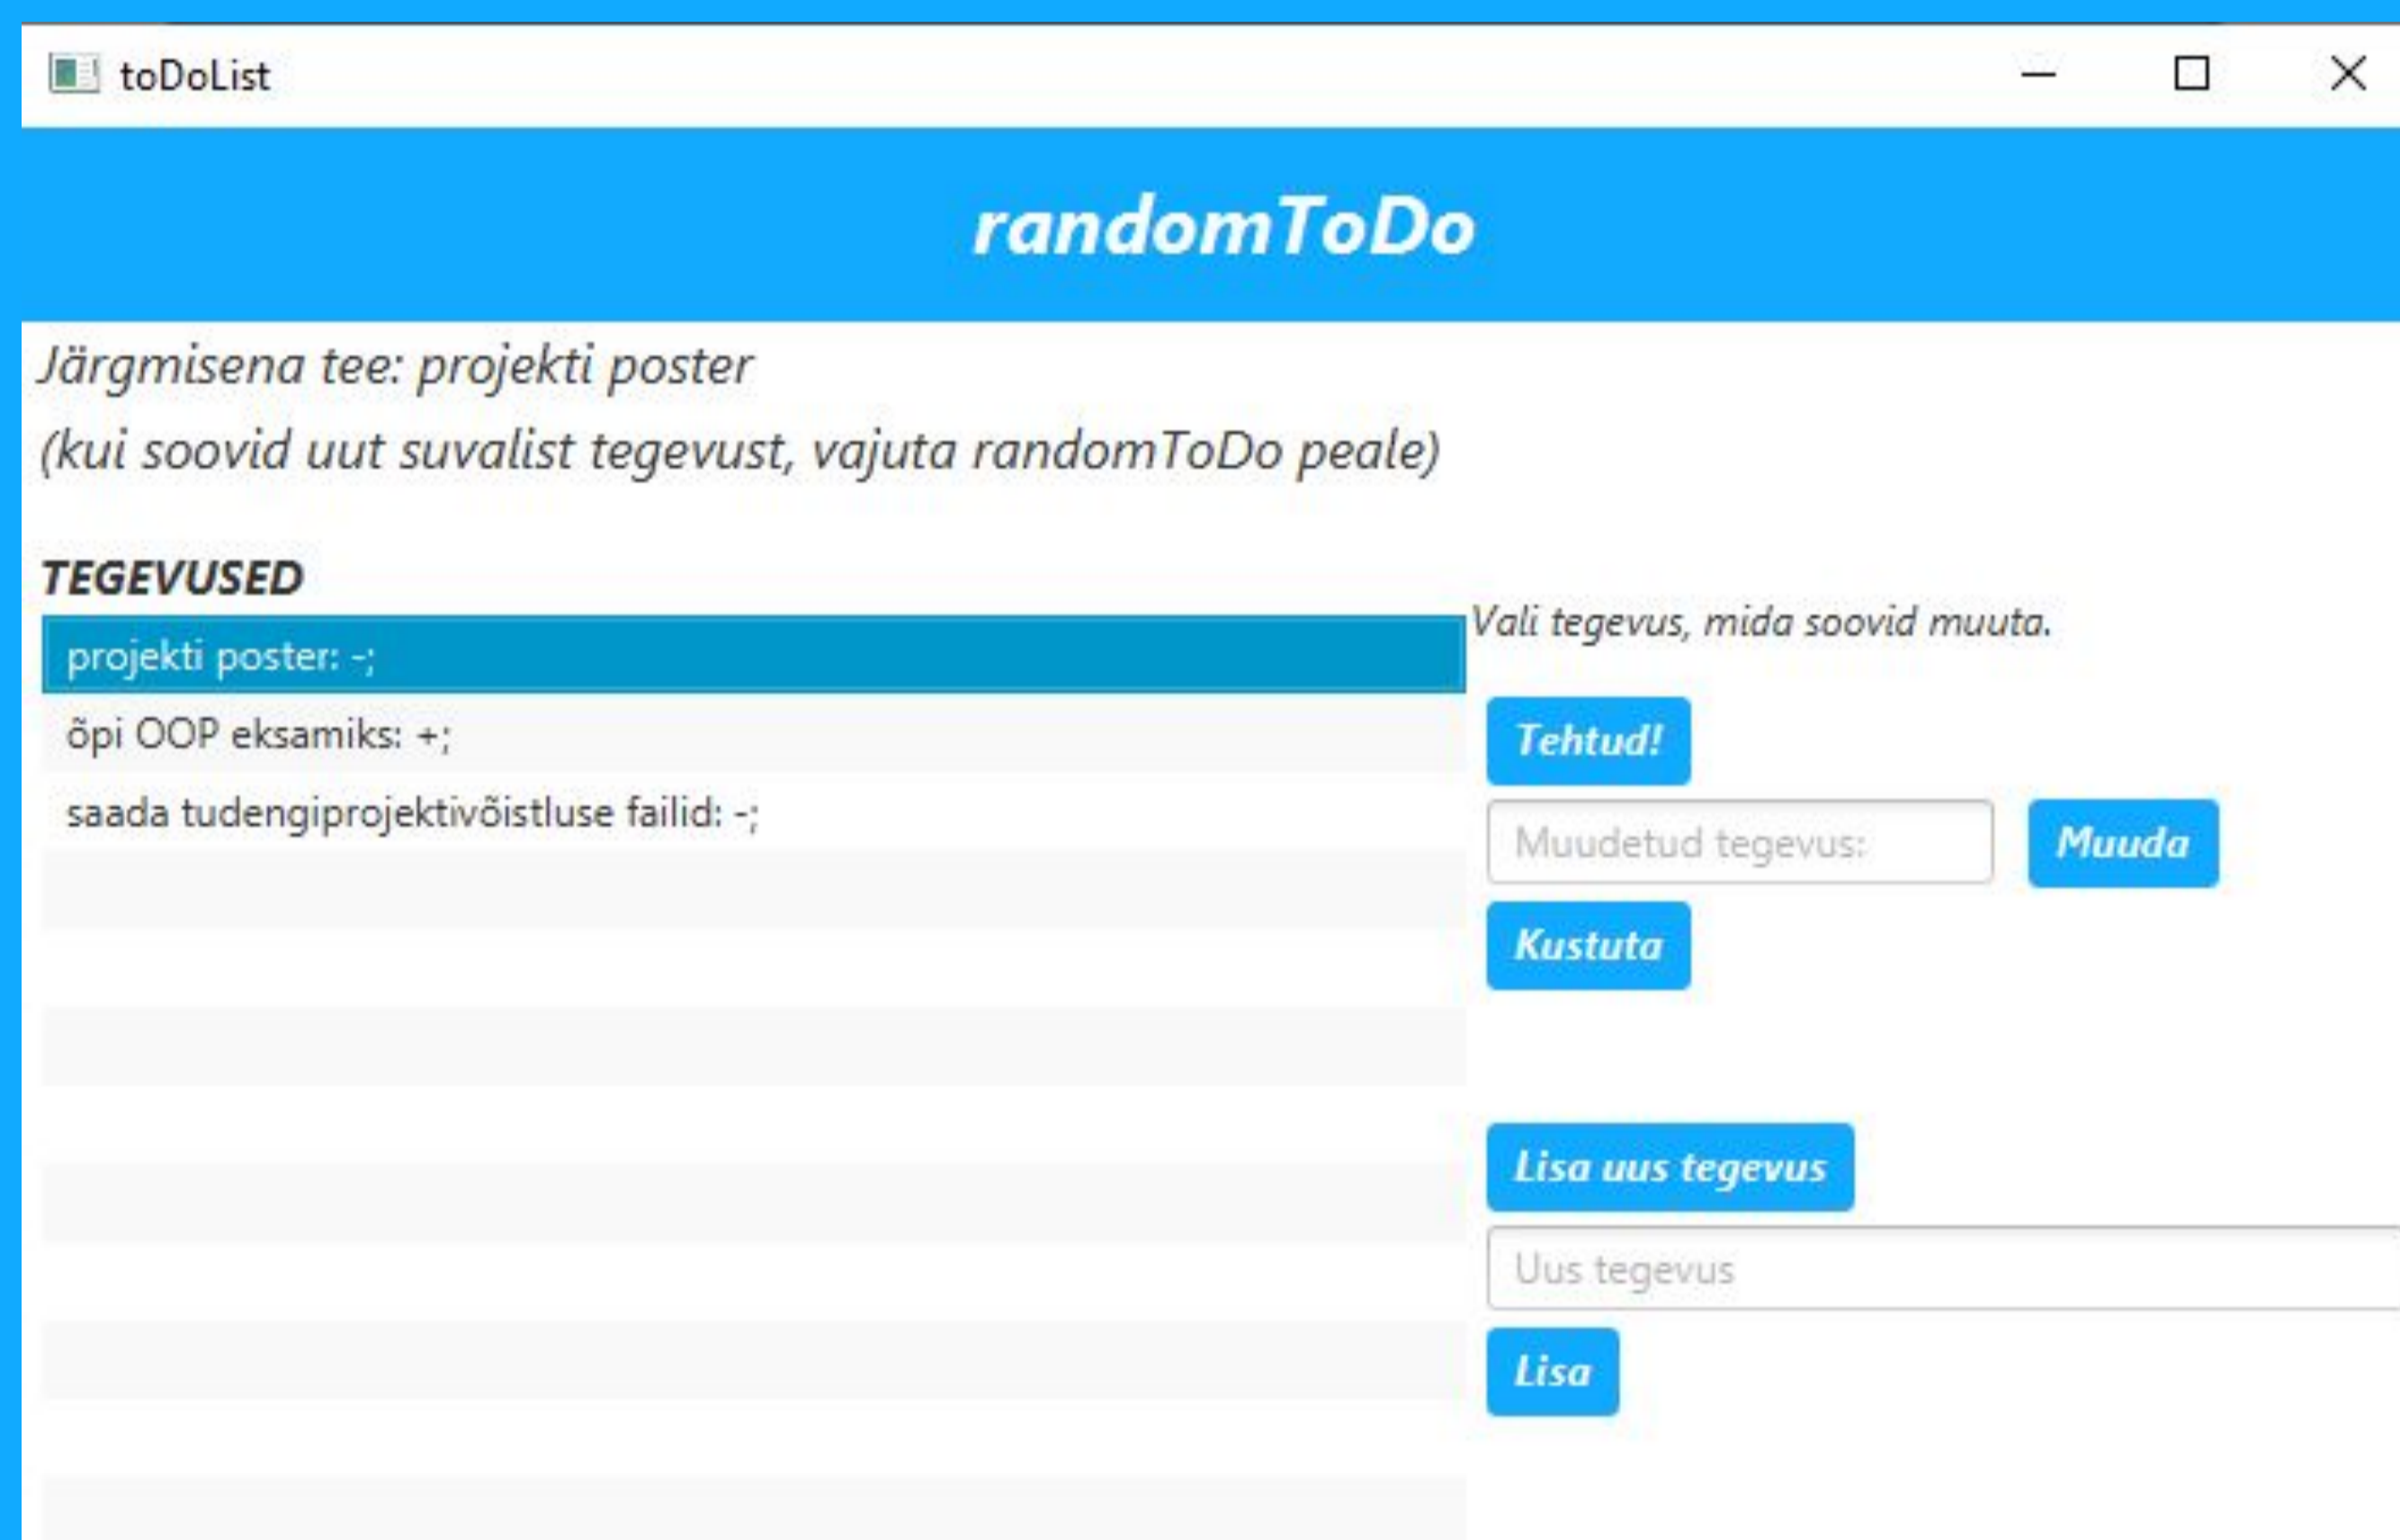 toDoList
randomToDo
Järgmisena tee: projekti poster
(kui soovid uut suvalist tegevust, vajuta randomToDo peale)
TEGEVUSED
projekti poster: -;
õpi OOP eksamiks: +;
saada tudengiprojektivõistluse failid: -;
Vali tegevus, mida soovid muuta.
Tehtud!
Muudetud tegevus:
Muuda
Kustuta
Lisa uus tegevus
Uus tegevus
Lisa